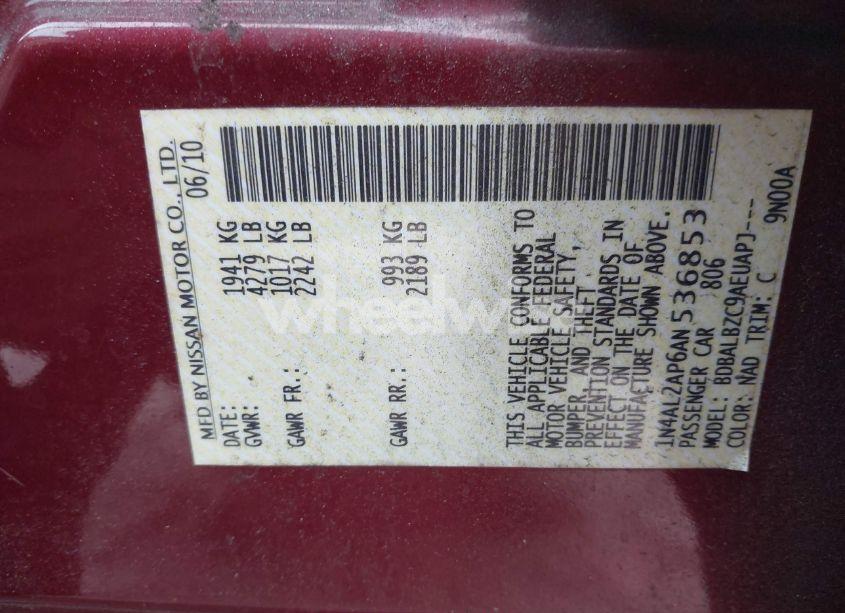 MFD BY NISSAN MOTOR CO., LTD.
DATE: 06/10
GVWR: 1941 KG
4279 LB
GAWR FR.: 1017 KG
2242 LB
GAWR RR.: 993 KG
2189 LB
THIS VEHICLE CONFORMS TO
ALL APPLICABLE FEDERAL
MOTOR VEHICLE SAFETY,
BUMPER, AND THEFT
PREVENTION STANDARDS IN
EFFECT ON THE DATE OF
MANUFACTURE SHOWN ABOVE.
1N4AL2AP6AN536853
PASSENGER CAR 806
MODEL: BDBALBZC9AEUAPJ---
COLOR: NAD TRIM: C 9N00A